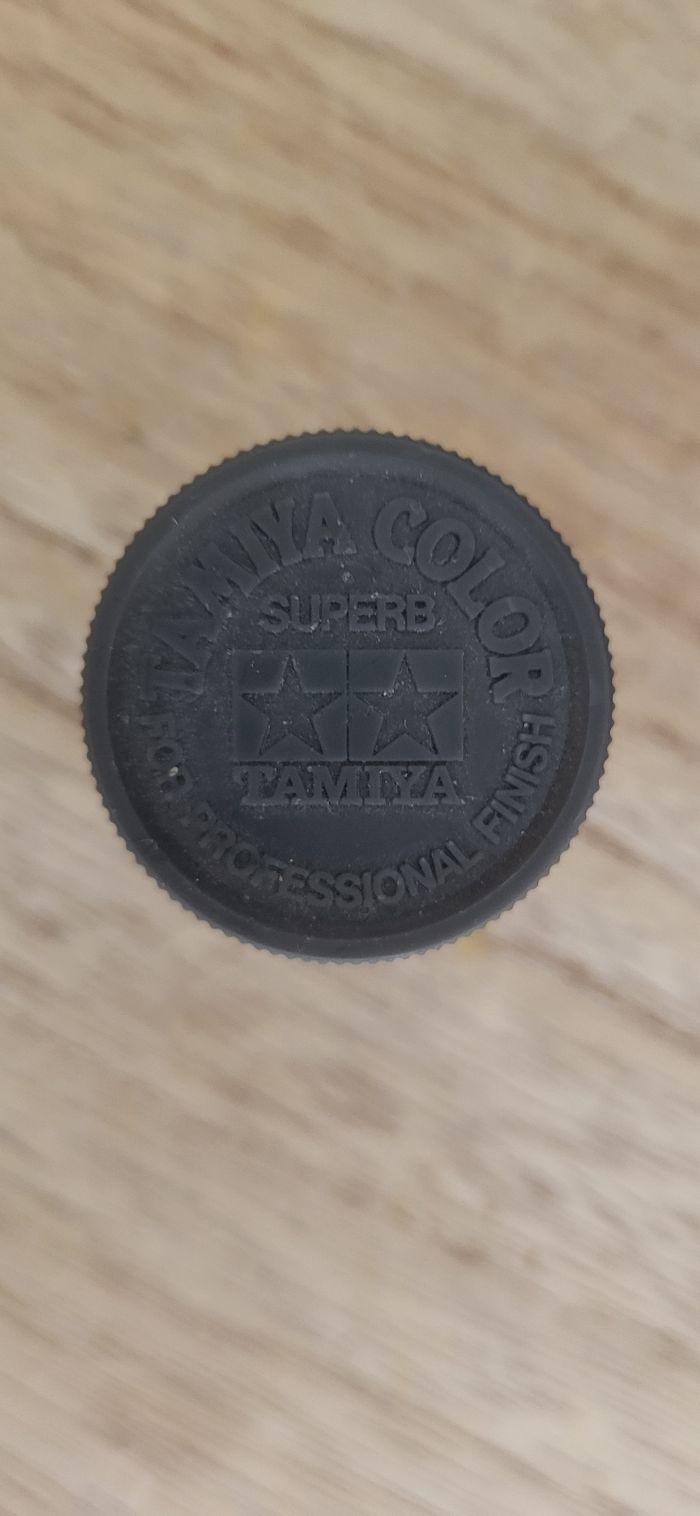 TAMIYA COLOR
SUPERB
TAMIYA
FOR PROFESSIONAL FINISH